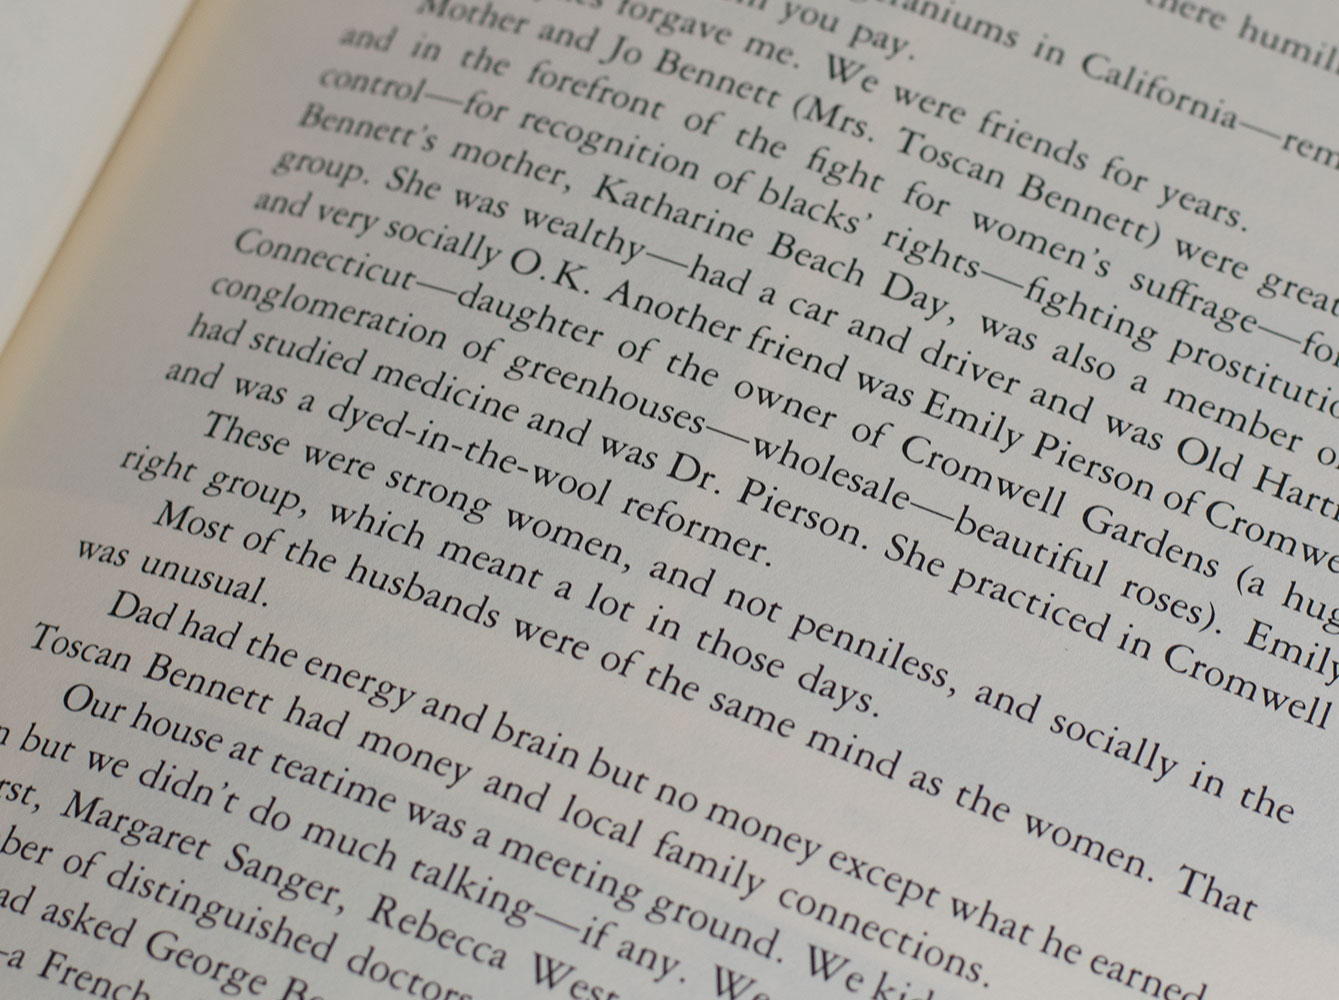 there
geraniums in California—
you pay.
forgave me. We were friends for years.
Mother and Jo Bennett (Mrs. Toscan Bennett) were great
and in the forefront of the fight for women's suffrage—for
control—for recognition of blacks' rights—fighting
Bennett's mother, Katharine Beach Day, was also a member
group. She was wealthy—had a car and driver and was Old
and very socially O.K. Another friend was Emily Pierson of
Connecticut—daughter of the owner of Cromwell Gardens (a
conglomeration of greenhouses—wholesale—beautiful roses). Emily
had studied medicine and was Dr. Pierson. She practiced in Cromwell
and was a dyed-in-the-wool reformer.
These were strong women, and not penniless, and socially in the
right group, which meant a lot in those days.
Most of the husbands were of the same mind as the women. That
was unusual.
Dad had the energy and brain but no money except what he earned
Toscan Bennett had money and local family connections.
Our house at teatime was a meeting ground. We
but we didn't do much talking—if any. We
Margaret Sanger, Rebecca West
of distinguished doctors
asked George
—a French